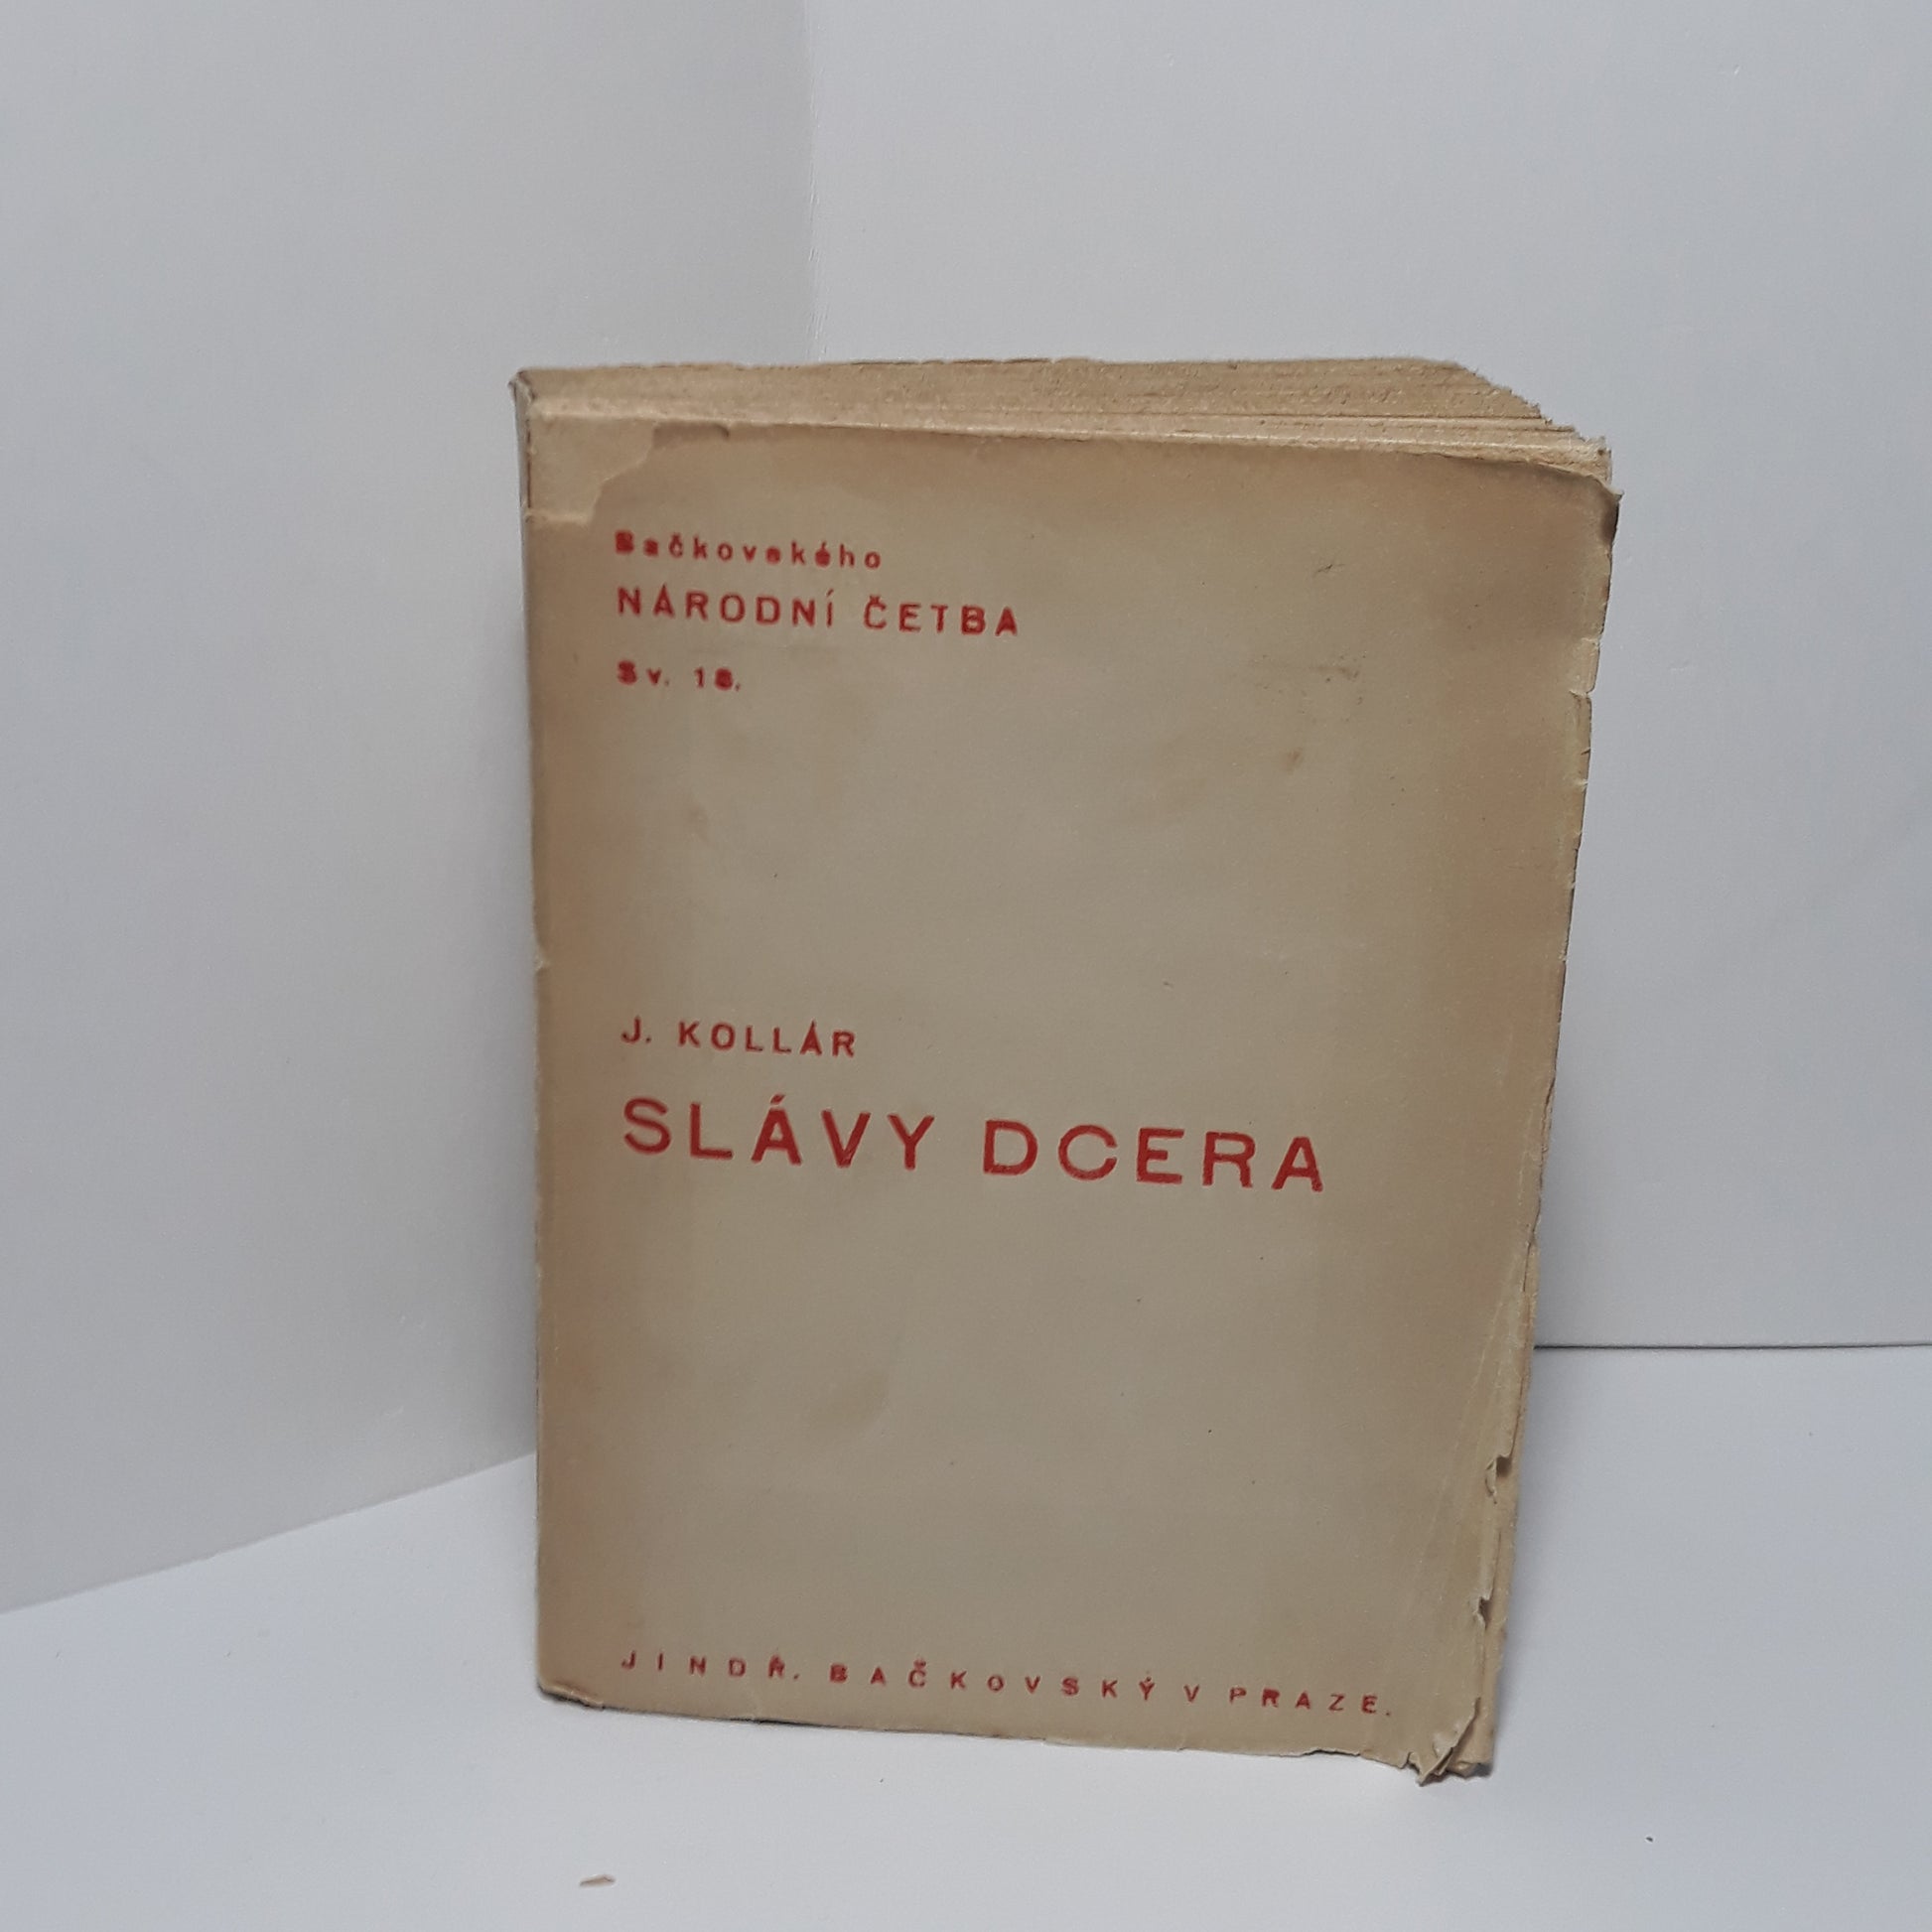 Bačkovského
NÁRODNÍ ČETBA
Sv. 18.
J. KOLLÁR
SLÁVY DCERA
JINDŘ. BAČKOVSKÝ V PRAZE.